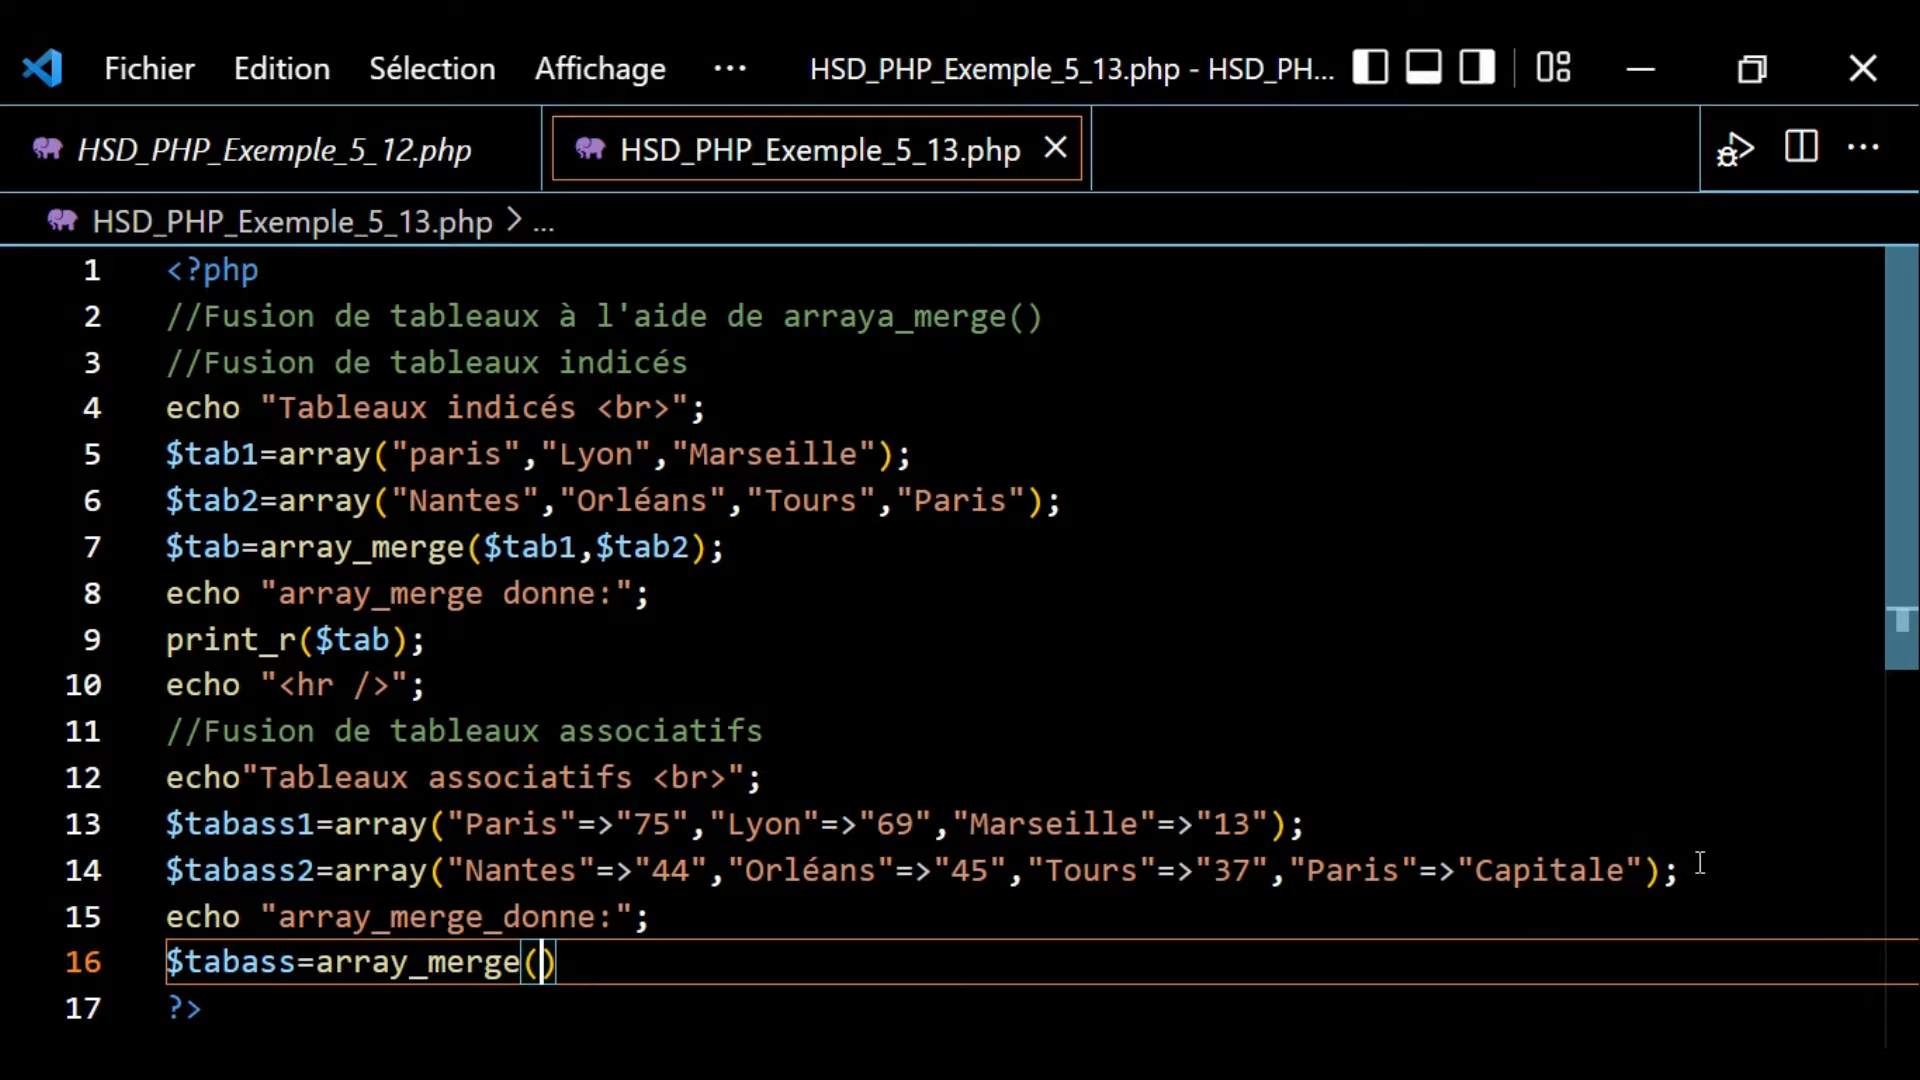 Fichier Edition Sélection Affichage ··· HSD_PHP_Exemple_5_13.php - HSD_PH...
HSD_PHP_Exemple_5_12.php HSD_PHP_Exemple_5_13.php
HSD_PHP_Exemple_5_13.php > ...
1 <?php
2 //Fusion de tableaux à l'aide de arraya_merge()
3 //Fusion de tableaux indicés
4 echo "Tableaux indicés <br>";
5 $tab1=array("paris","Lyon","Marseille");
6 $tab2=array("Nantes","Orléans","Tours","Paris");
7 $tab=array_merge($tab1,$tab2);
8 echo "array_merge donne:";
9 print_r($tab);
10 echo "<hr />";
11 //Fusion de tableaux associatifs
12 echo"Tableaux associatifs <br>";
13 $tabass1=array("Paris"=>"75","Lyon"=>"69","Marseille"=>"13");
14 $tabass2=array("Nantes"=>"44","Orléans"=>"45","Tours"=>"37","Paris"=>"Capitale");
15 echo "array_merge_donne:";
16 $tabass=array_merge()
17 ?>